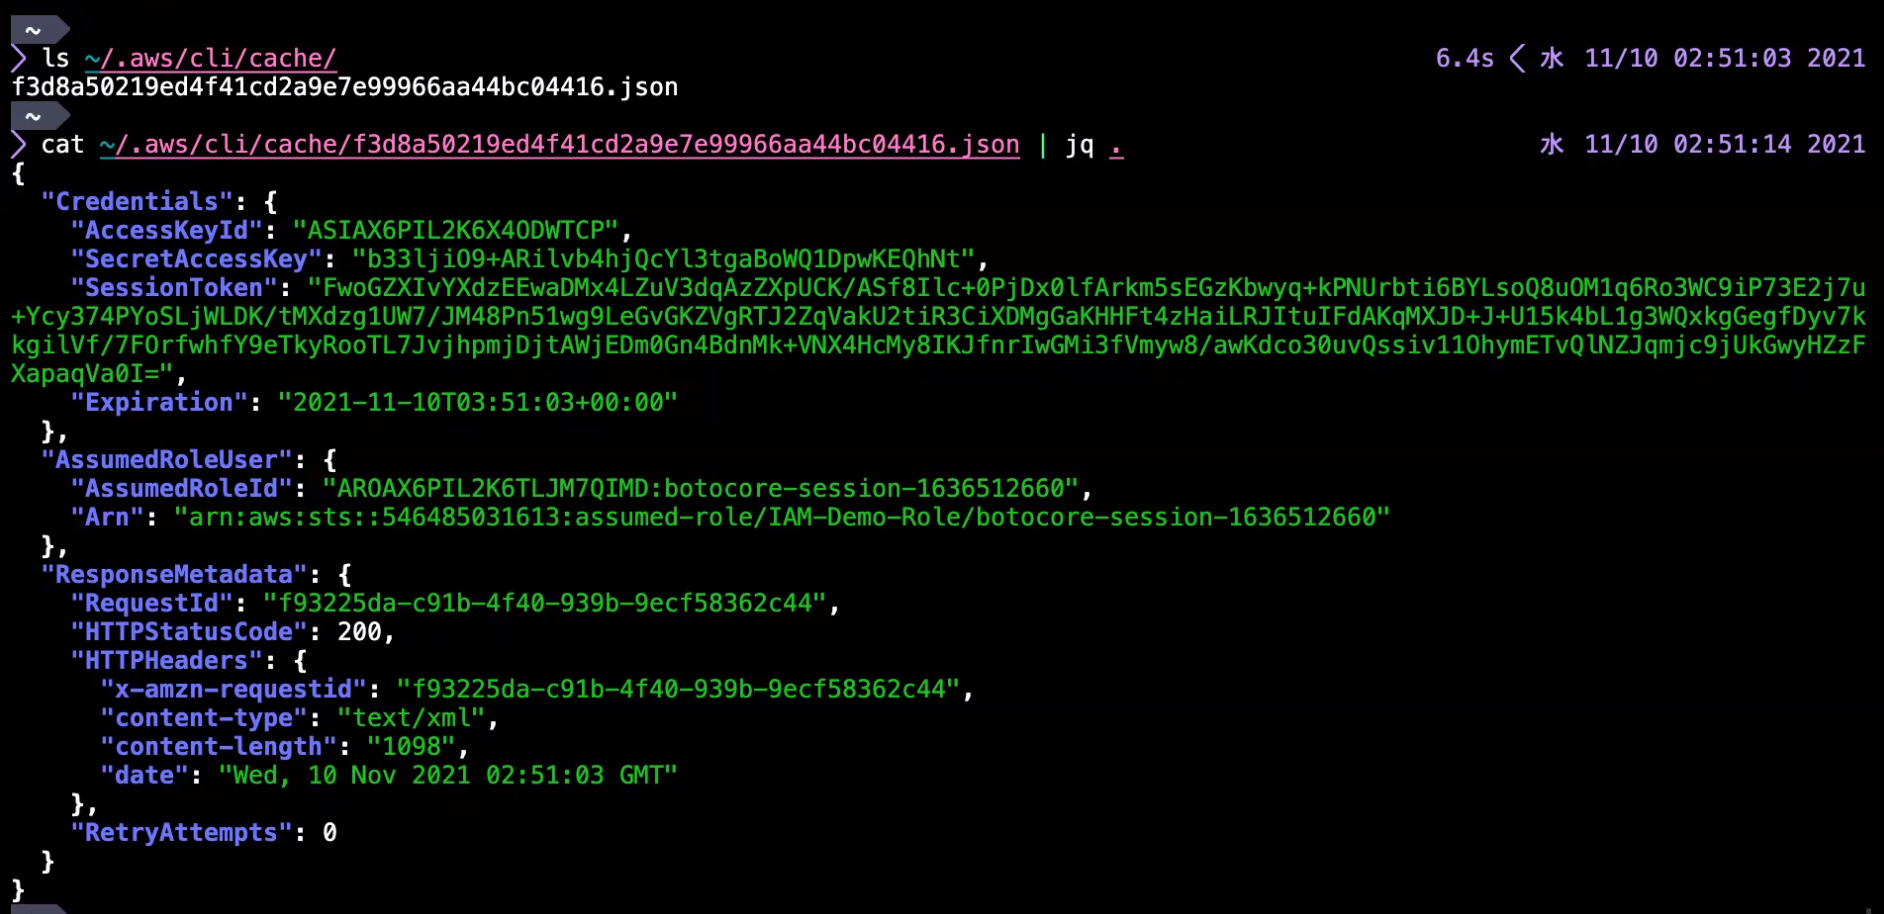 ~
ls ~/.aws/cli/cache/ 6.4s < 水 11/10 02:51:03 2021
f3d8a50219ed4f41cd2a9e7e99966aa44bc04416.json
~
cat ~/.aws/cli/cache/f3d8a50219ed4f41cd2a9e7e99966aa44bc04416.json | jq . 水 11/10 02:51:14 2021
{
"Credentials": {
"AccessKeyId": "ASIAX6PIL2K6X4ODWTCP",
"SecretAccessKey": "b33ljiO9+ARilvb4hjQcYl3tgaBoWQ1DpwKEQhNt",
"SessionToken": "FwoGZXIvYXdzEEwaDMx4LZuV3dqAzZXpUCK/ASf8Ilc+0PjDx0lfArkm5sEGzKbwyq+kPNUrbti6BYLsoQ8uOM1q6Ro3WC9iP73E2j7u
+Ycy374PYoSLjWLDK/tMXdzg1UW7/JM48Pn51wg9LeGvGKZVgRTJ2ZqVakU2tiR3CiXDMgGaKHHFt4zHaiLRJItuIFdAKqMXJD+J+U15k4bL1g3WQxkgGegfDyv7k
kgilVf/7FOrfwhfY9eTkyRooTL7JvjhpmjDjtAWjEDm0Gn4BdnMk+VNX4HcMy8IKJfnrIwGMi3fVmyw8/awKdco30uvQssiv11OhymETvQlNZJqmjc9jUkGwyHZzF
XapaqVa0I=",
"Expiration": "2021-11-10T03:51:03+00:00"
},
"AssumedRoleUser": {
"AssumedRoleId": "AROAX6PIL2K6TLJM7QIMD:botocore-session-1636512660",
"Arn": "arn:aws:sts::546485031613:assumed-role/IAM-Demo-Role/botocore-session-1636512660"
},
"ResponseMetadata": {
"RequestId": "f93225da-c91b-4f40-939b-9ecf58362c44",
"HTTPStatusCode": 200,
"HTTPHeaders": {
"x-amzn-requestid": "f93225da-c91b-4f40-939b-9ecf58362c44",
"content-type": "text/xml",
"content-length": "1098",
"date": "Wed, 10 Nov 2021 02:51:03 GMT"
},
"RetryAttempts": 0
}
}